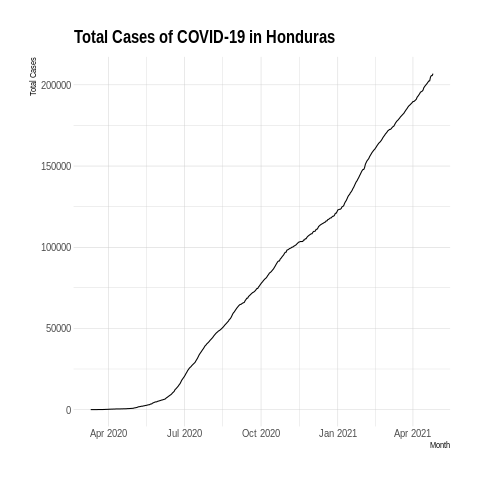 Total Cases of COVID-19 in Honduras
Total Cases
200000
150000
100000
50000
0
Apr 2020 Jul 2020 Oct 2020 Jan 2021 Apr 2021
Month